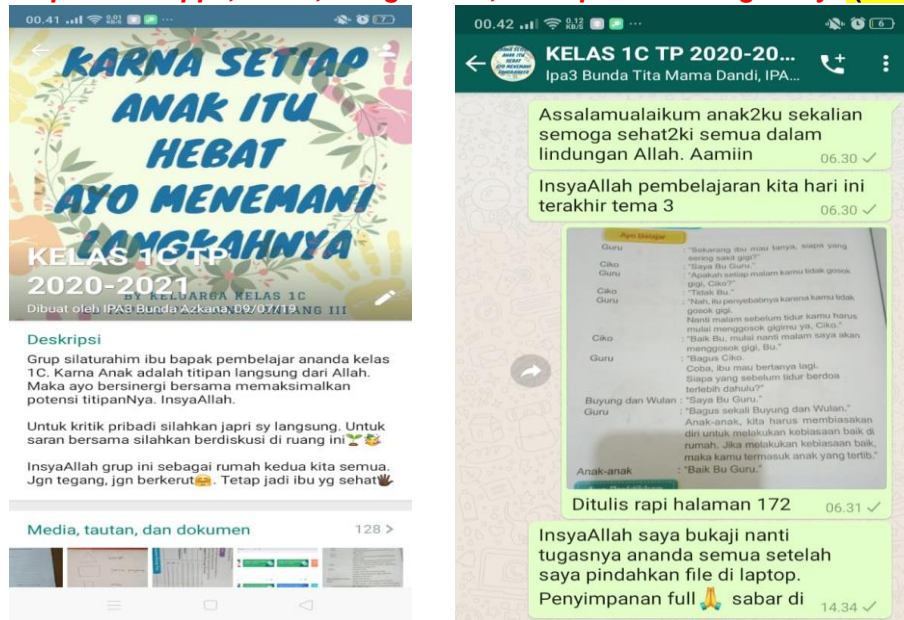 00.41
KARNA SETIAP
ANAK ITU
HEBAT
AYO MENEMANI
LANGKAHNYA
KELAS 1C TP
2020-2021
BY KELUARGA KELAS 1C
Dibuat oleh IPA3 Bunda Azkana, 09/07/19
ANG III
Deskripsi
Grup silaturahim ibu bapak pembelajar ananda kelas
1C. Karna Anak adalah titipan langsung dari Allah.
Maka ayo bersinergi bersama memaksimalkan
potensi titipanNya. InsyaAllah.
Untuk kritik pribadi silahkan japri sy langsung. Untuk
saran bersama silahkan berdiskusi di ruang ini
InsyaAllah grup ini sebagai rumah kedua kita semua.
Jgn tegang, jgn berkerut. Tetap jadi ibu yg sehat
Media, tautan, dan dokumen 128 >
00.42
KELAS 1C TP 2020-20...
Ipa3 Bunda Tita Mama Dandi, IPA...
Assalamualaikum anak2ku sekalian
semoga sehat2ki semua dalam
lindungan Allah. Aamiin 06.30
InsyaAllah pembelajaran kita hari ini
terakhir tema 3 06.30
Ayo Belajar
Guru : "Sekarang ibu mau tanya, siapa yang
sering sakit gigi?"
Ciko : "Saya Bu Guru."
Guru : "Apakah setiap malam kamu tidak gosok
gigi, Ciko?"
Ciko : "Tidak Bu."
Guru : "Nah, itu penyebabnya karena kamu tidak
gosok gigi.
Nanti malam sebelum tidur kamu harus
mulai menggosok gigimu ya, Ciko."
Ciko : "Baik Bu, mulai nanti malam saya akan
menggosok gigi, Bu."
Guru : "Bagus Ciko.
Coba, ibu mau bertanya lagi.
Siapa yang sebelum tidur berdoa
terlebih dahulu?"
Buyung dan Wulan : "Saya Bu Guru."
Guru : "Bagus sekali Buyung dan Wulan."
Anak-anak, kita harus membiasakan
diri untuk melakukan kebiasaan baik di
rumah. Jika melakukan kebiasaan baik,
maka kamu termasuk anak yang tertib."
Anak-anak : "Baik Bu Guru."
Ditulis rapi halaman 172 06.31
InsyaAllah saya bukaji nanti
tugasnya ananda semua setelah
saya pindahkan file di laptop.
Penyimpanan full 🙏 sabar di 14.34